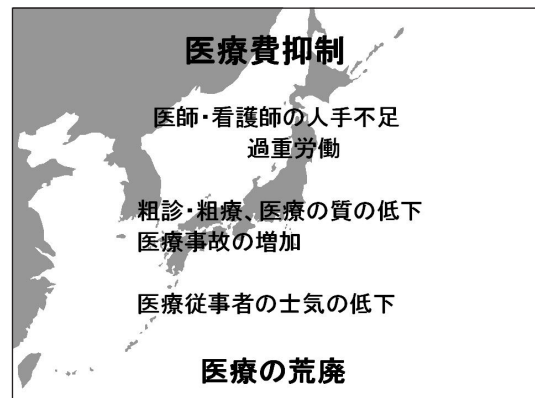 医療費抑制
医師・看護師の人手不足
過重労働
粗診・粗療、医療の質の低下
医療事故の増加
医療従事者の士気の低下
医療の荒廃